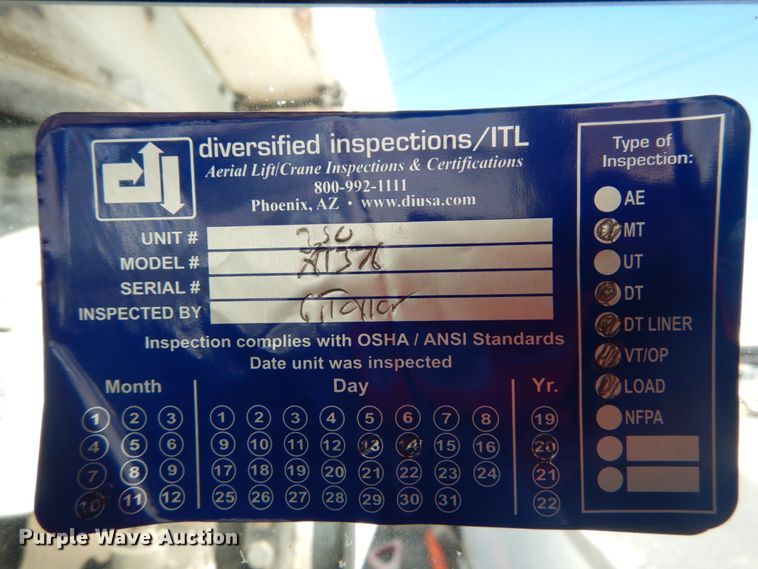 diversified inspections/ITL
Aerial Lift/Crane Inspections & Certifications
800-992-1111
Phoenix, AZ · www.diusa.com
UNIT #
MODEL # AT37G
SERIAL #
INSPECTED BY
Inspection complies with OSHA / ANSI Standards
Date unit was inspected
Month
1 2 3
4 5 6
7 8 9
10 11 12
Day
1 2 3 4 5 6 7 8
9 10 11 12 13 14 15 16
17 18 19 20 21 22 23 24
25 26 27 28 29 30 31
Yr.
19
20
21
22
Type of
Inspection:
AE
MT
UT
DT
DT LINER
VT/OP
LOAD
NFPA
Purple Wave Auction